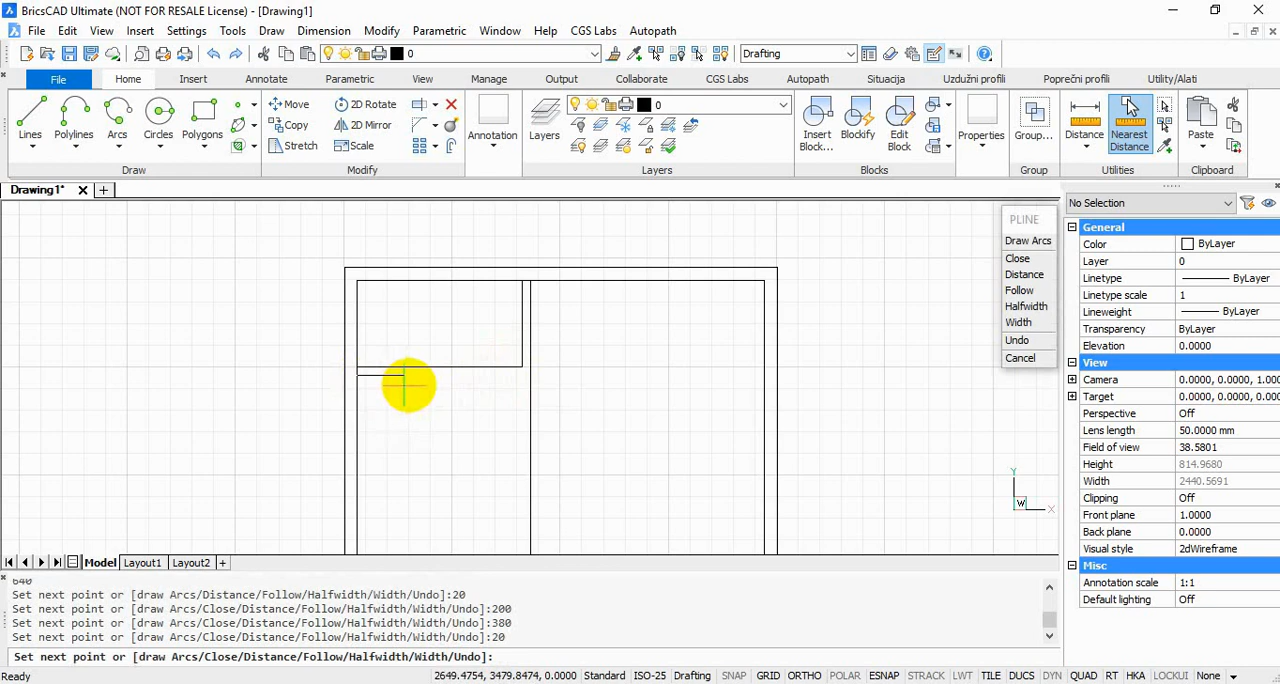 BricsCAD Ultimate (NOT FOR RESALE License) - [Drawing1]
File Edit View Insert Settings Tools Draw Dimension Modify Parametric Window Help CGS Labs Autopath
0 Drafting
File Home Insert Annotate Parametric View Manage Output Collaborate CGS Labs Autopath Situacija Uzdužni profili Poprečni profili Utility/Alati
Lines Polylines Arcs Circles Polygons
Move 2D Rotate
Copy 2D Mirror
Stretch Scale
Annotation
Layers
0
Insert Block...
Blockify
Edit Block
Properties
Group...
Distance
Nearest Distance
Paste
Draw Modify Layers Blocks Group Utilities Clipboard
Drawing1*
PLINE
Draw Arcs
Close
Distance
Follow
Halfwidth
Width
Undo
Cancel
Y
W X
No Selection
General
Color ByLayer
Layer 0
Linetype ByLayer
Linetype scale 1
Lineweight ByLayer
Transparency ByLayer
Elevation 0.0000
View
Camera 0.0000, 0.0000, 1.000
Target 0.0000, 0.0000, 0.000
Perspective Off
Lens length 50.0000 mm
Field of view 38.5801
Height 814.9680
Width 2440.5691
Clipping Off
Front plane 1.0000
Back plane 0.0000
Visual style 2dWireframe
Misc
Annotation scale 1:1
Default lighting Off
Model Layout1 Layout2 +
640
Set next point or [draw Arcs/Close/Distance/Follow/Halfwidth/Width/Undo]:20
Set next point or [draw Arcs/Close/Distance/Follow/Halfwidth/Width/Undo]:200
Set next point or [draw Arcs/Close/Distance/Follow/Halfwidth/Width/Undo]:380
Set next point or [draw Arcs/Close/Distance/Follow/Halfwidth/Width/Undo]:20
Set next point or [draw Arcs/Close/Distance/Follow/Halfwidth/Width/Undo]:
Ready 2649.4754, 3479.8474, 0.0000 Standard ISO-25 Drafting SNAP GRID ORTHO POLAR ESNAP STRACK LWT TILE DUCS DYN QUAD RT HKA LOCKUI None